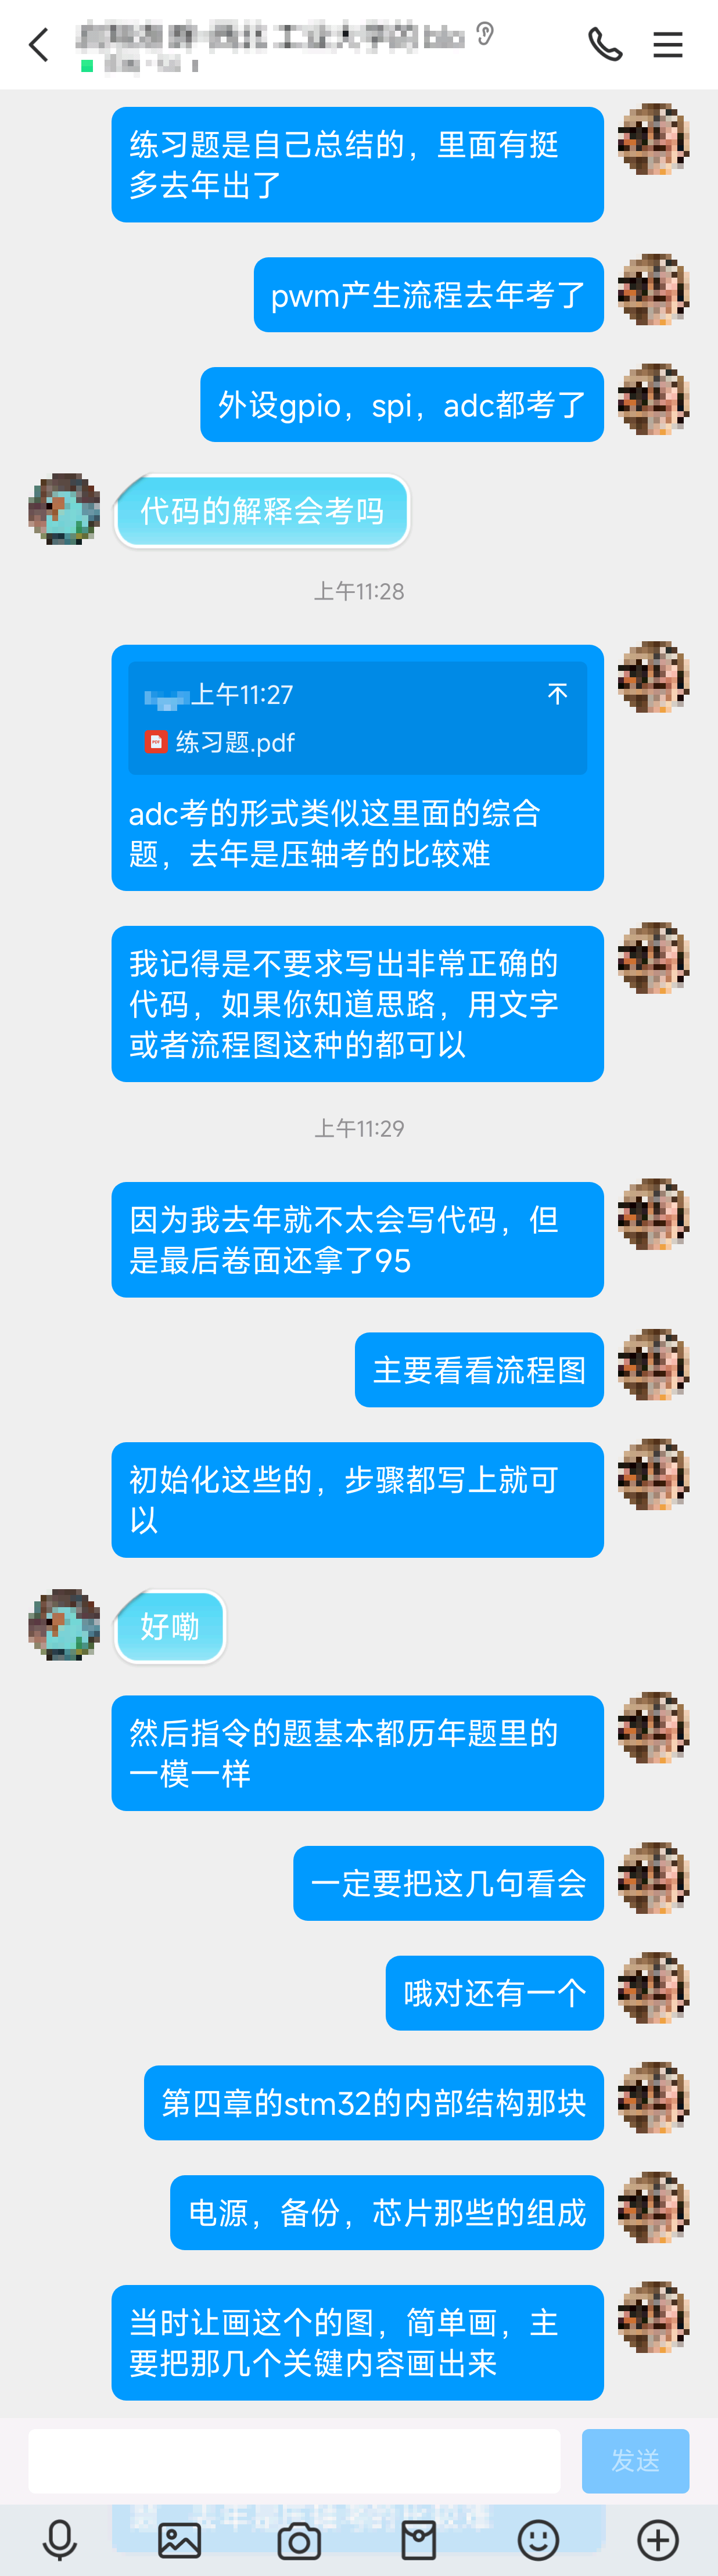 练习题是自己总结的，里面有挺
多去年出了
pwm产生流程去年考了
外设gpio，spi，adc都考了
代码的解释会考吗
上午11:28
上午11:27
练习题.pdf
adc考的形式类似这里面的综合
题，去年是压轴考的比较难
我记得是不要求写出非常正确的
代码，如果你知道思路，用文字
或者流程图这种的都可以
上午11:29
因为我去年就不太会写代码，但
是最后卷面还拿了95
主要看看流程图
初始化这些的，步骤都写上就可
以
好嘞
然后指令的题基本都历年题里的
一模一样
一定要把这几句看会
哦对还有一个
第四章的stm32的内部结构那块
电源，备份，芯片那些的组成
当时让画这个的图，简单画，主
要把那几个关键内容画出来
发送